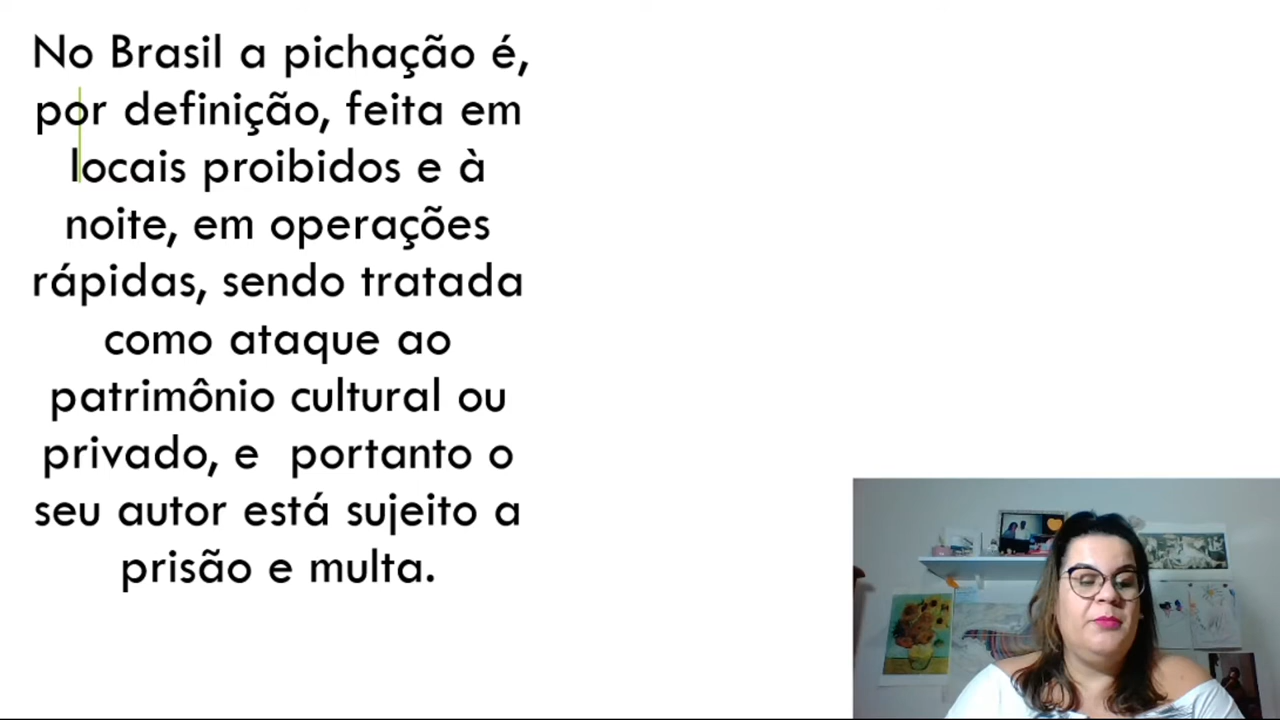 No Brasil a pichação é,
por definição, feita em
locais proibidos e à
noite, em operações
rápidas, sendo tratada
como ataque ao
patrimônio cultural ou
privado, e  portanto o
seu autor está sujeito a
prisão e multa.